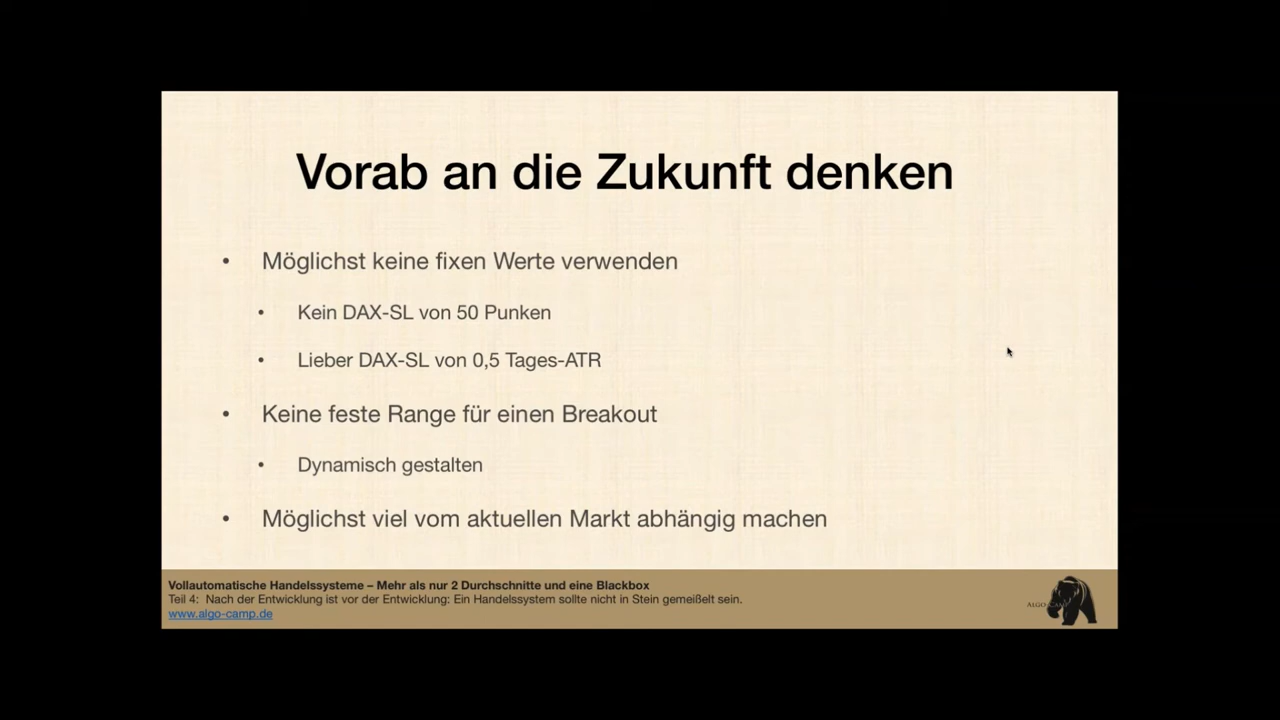 Vorab an die Zukunft denken
• Möglichst keine fixen Werte verwenden
• Kein DAX-SL von 50 Punken
• Lieber DAX-SL von 0,5 Tages-ATR
• Keine feste Range für einen Breakout
• Dynamisch gestalten
• Möglichst viel vom aktuellen Markt abhängig machen
Vollautomatische Handelssysteme – Mehr als nur 2 Durchschnitte und eine Blackbox
Teil 4: Nach der Entwicklung ist vor der Entwicklung: Ein Handelssystem sollte nicht in Stein gemeißelt sein.
www.algo-camp.de